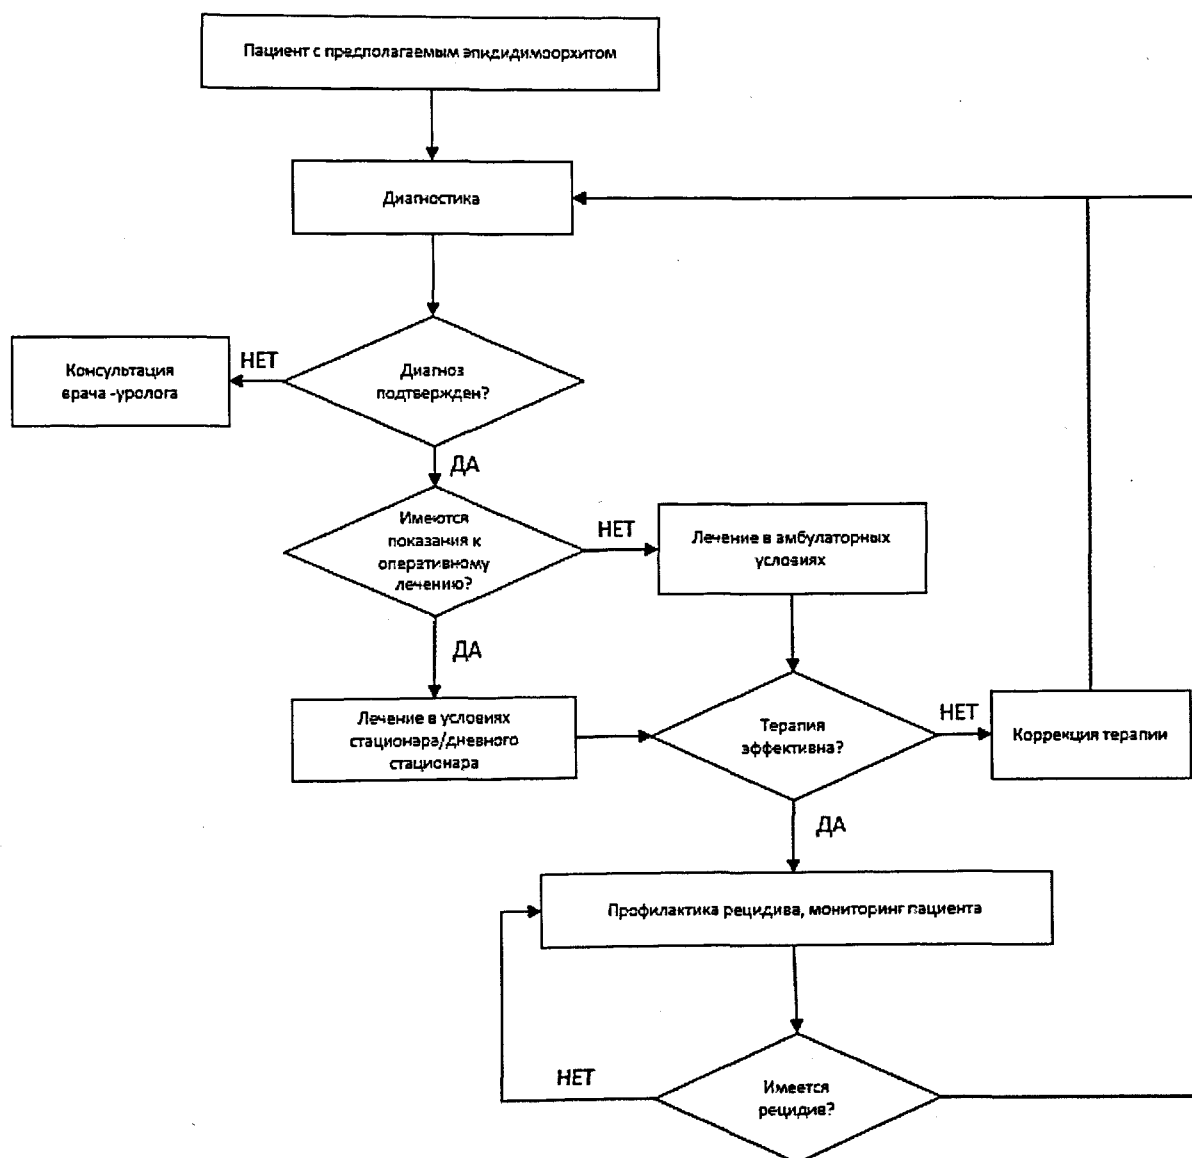 Пациент с предполагаемым эпидидимоорхитом
Диагностика
Диагноз
подтвержден?
НЕТ
Консультация
врача -уролога
ДА
Имеются
показания к
оперативному
лечению?
НЕТ
Лечение в амбулаторных
условиях
ДА
Лечение в условиях
стационара/дневного
стационара
Терапия
эффективна?
НЕТ
Коррекция терапии
ДА
Профилактика рецидива, мониторинг пациента
НЕТ
Имеется
рецидив?